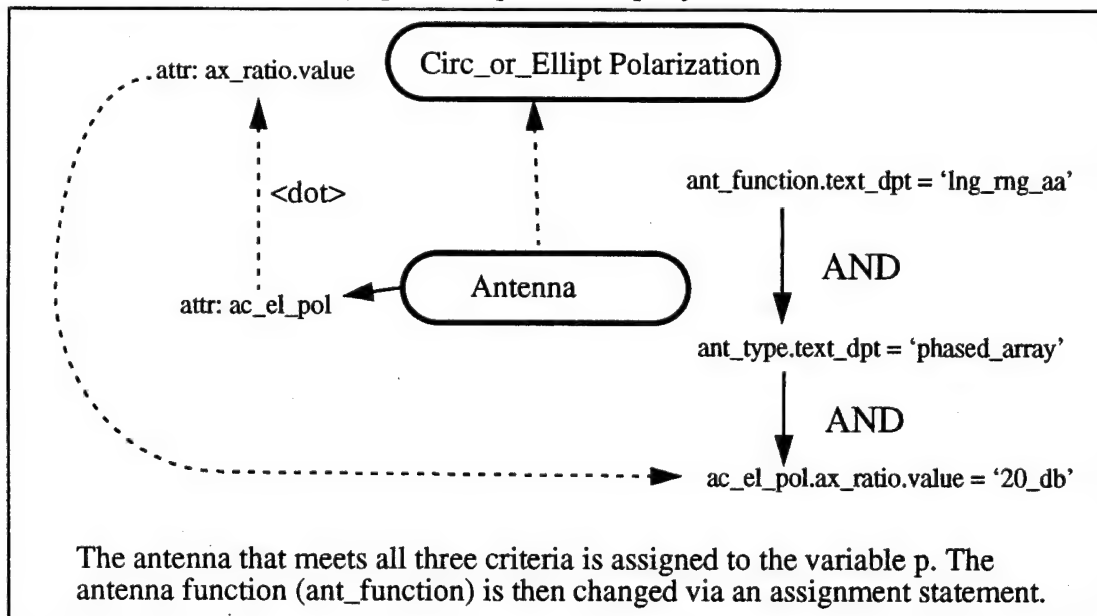 attr: ax_ratio.value
Circ_or_Ellipt Polarization
<dot>
ant_function.text_dpt = ‘lng_rng_aa’
AND
Antenna
attr: ac_el_pol
ant_type.text_dpt = ‘phased_array’
AND
ac_el_pol.ax_ratio.value = ‘20_db’
The antenna that meets all three criteria is assigned to the variable p. The
antenna function (ant_function) is then changed via an assignment statement.